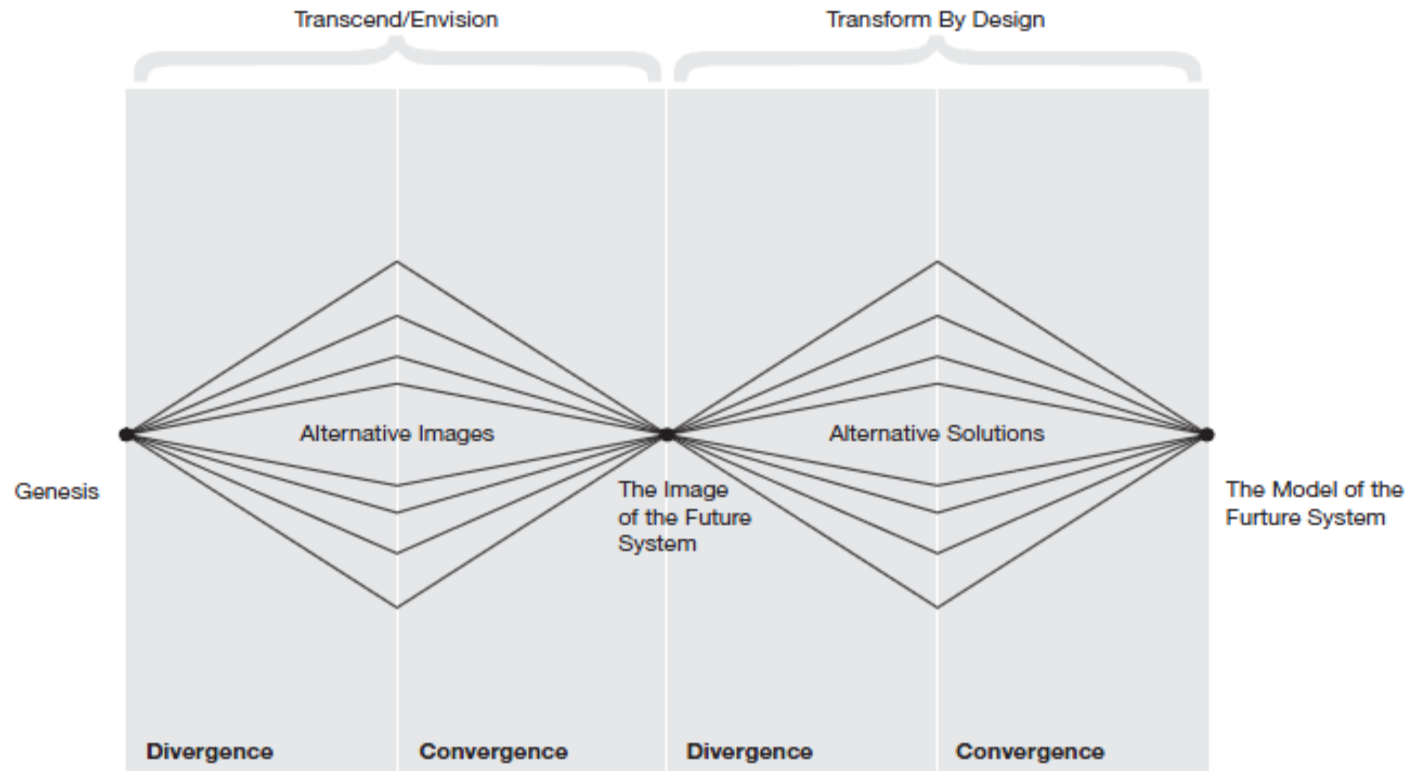 Transcend/Envision
Transform By Design
Alternative Images
Alternative Solutions
Genesis
The Image
of the Future
System
The Model of the
Furture System
Divergence
Convergence
Divergence
Convergence